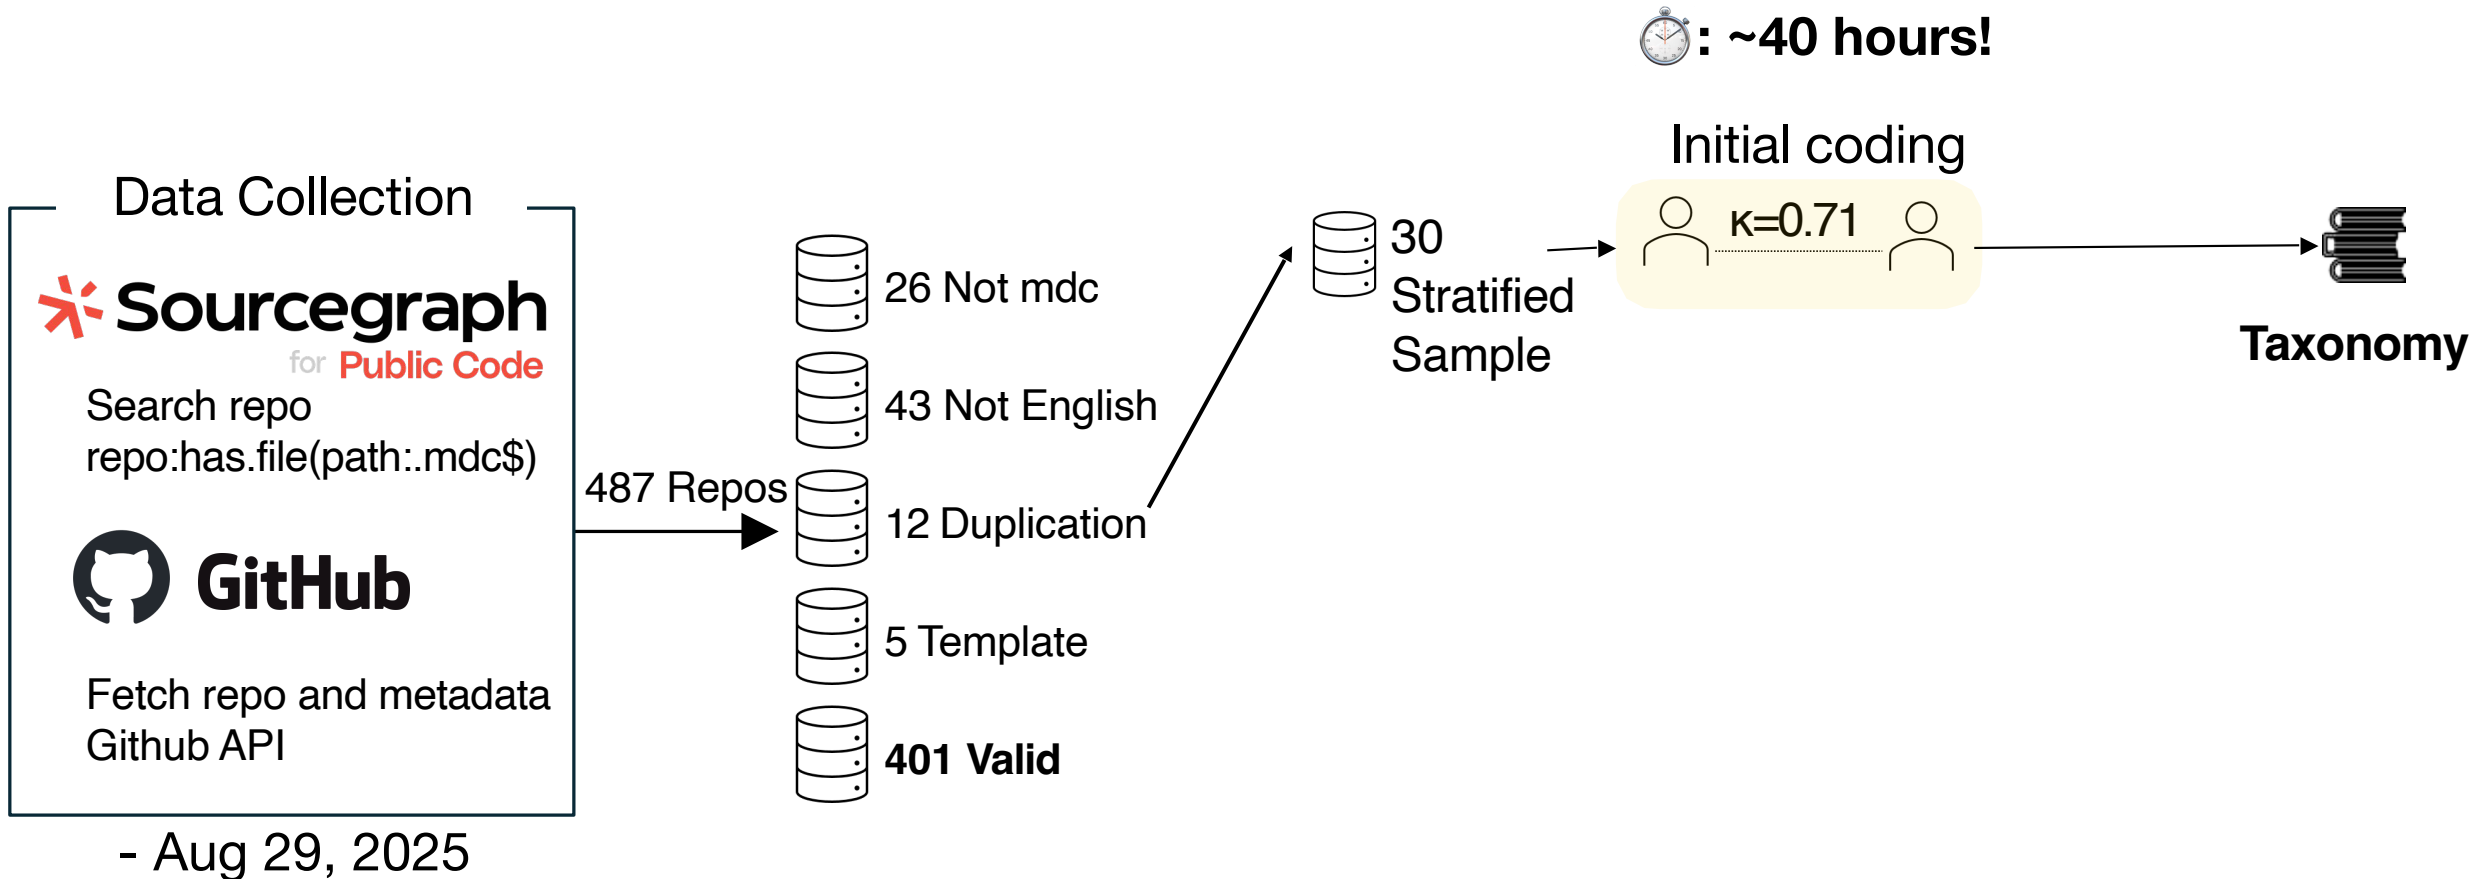 Data Collection
Sourcegraph
for Public Code
Search repo
repo:has.file(path:.mdc$)
GitHub
Fetch repo and metadata
Github API
- Aug 29, 2025
487 Repos
26 Not mdc
43 Not English
12 Duplication
5 Template
401 Valid
30
Stratified
Sample
: ~40 hours!
Initial coding
κ=0.71
Taxonomy